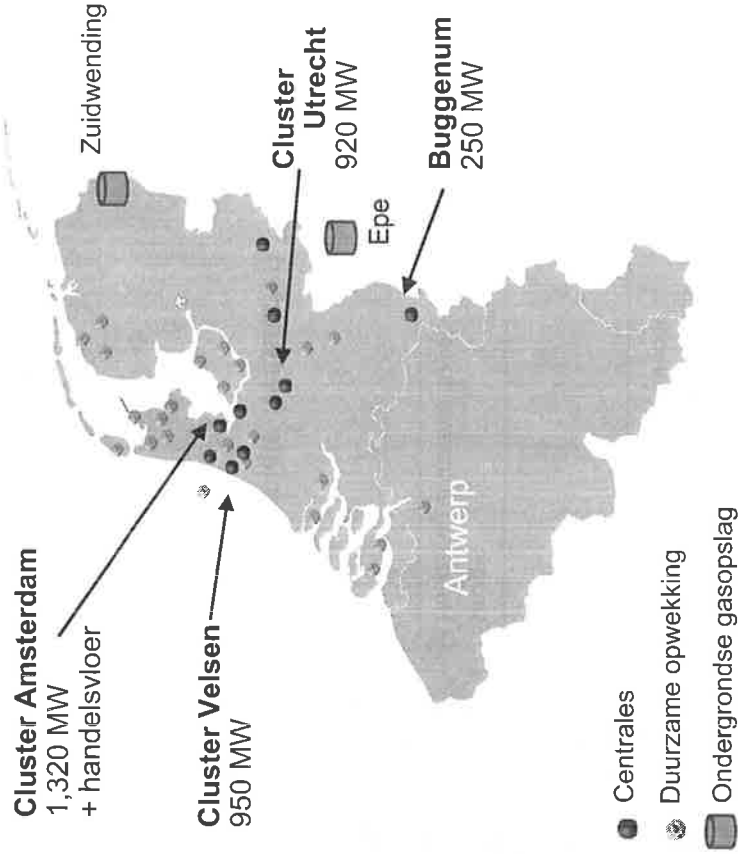 Cluster Amsterdam
1,320 MW
+ handelsvloer
Cluster Velsen
950 MW
Zuidwending
Cluster
Utrecht
920 MW
Epe
Buggenum
250 MW
Antwerp
Centrales
Duurzame opwekking
Ondergrondse gasopslag